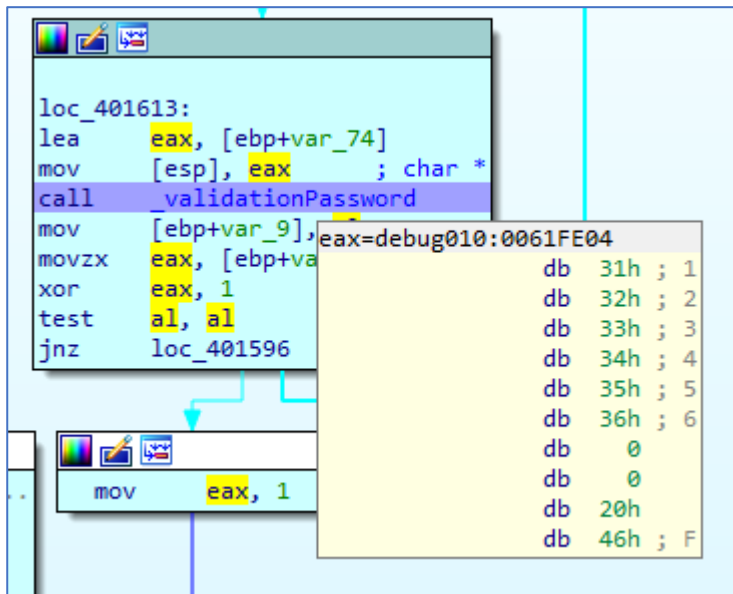 loc_401613:
lea eax, [ebp+var_74]
mov [esp], eax ; char *
call _validationPassword
mov [ebp+var_9],
movzx eax, [ebp+va
xor eax, 1
test al, al
jnz loc_401596
eax=debug010:0061FE04
db 31h ; 1
db 32h ; 2
db 33h ; 3
db 34h ; 4
db 35h ; 5
db 36h ; 6
db 0
db 0
db 20h
db 46h ; F
..
mov eax, 1